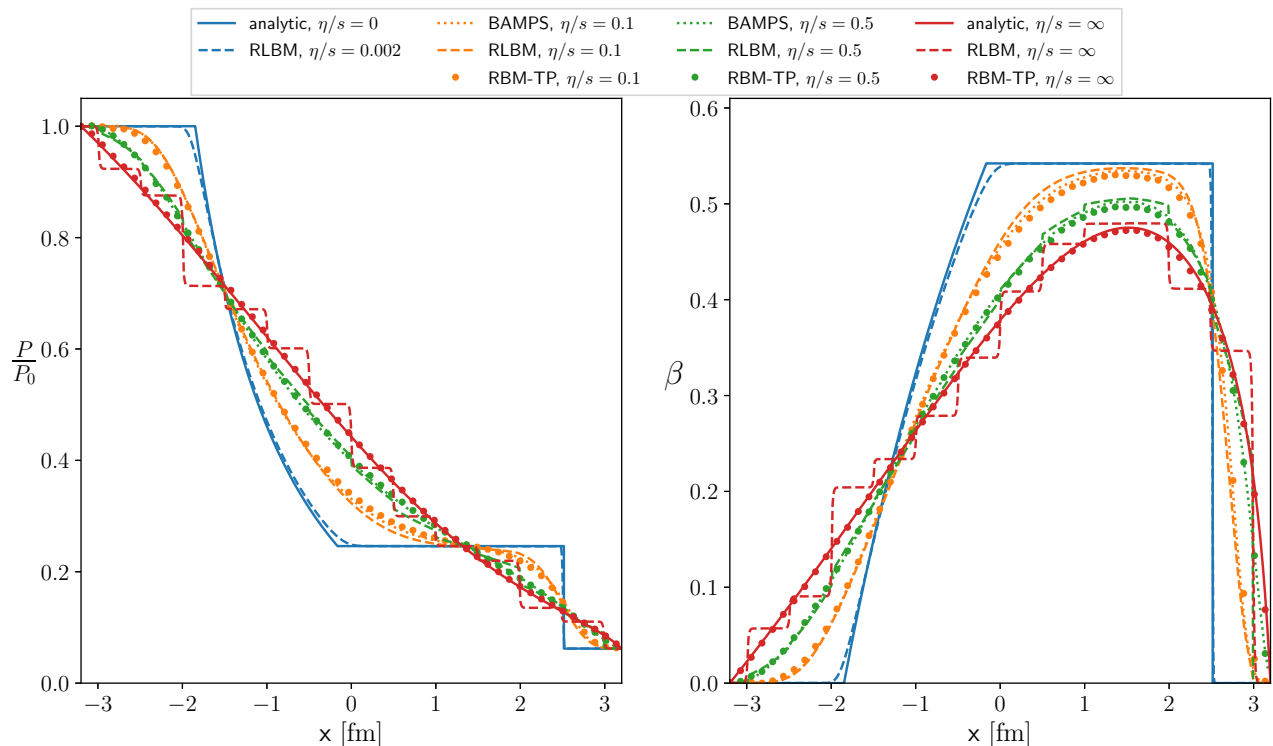 analytic, η/s = 0
RLBM, η/s = 0.002
BAMPS, η/s = 0.1
RLBM, η/s = 0.1
RBM-TP, η/s = 0.1
BAMPS, η/s = 0.5
RLBM, η/s = 0.5
RBM-TP, η/s = 0.5
analytic, η/s = ∞
RLBM, η/s = ∞
RBM-TP, η/s = ∞
1.0
0.8
0.6
0.4
0.2
0.0
P
P₀
−3 −2 −1 0 1 2 3
x [fm]
0.6
0.5
0.4
0.3
0.2
0.1
0.0
β
−3 −2 −1 0 1 2 3
x [fm]